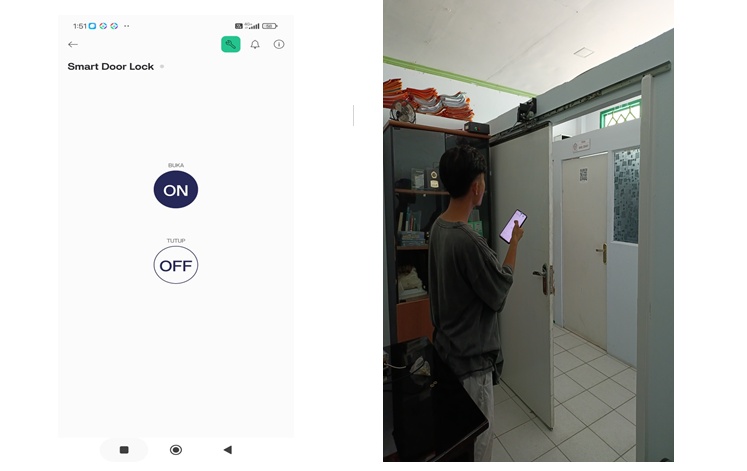 1:51
Smart Door Lock
BUKA
ON
TUTUP
OFF